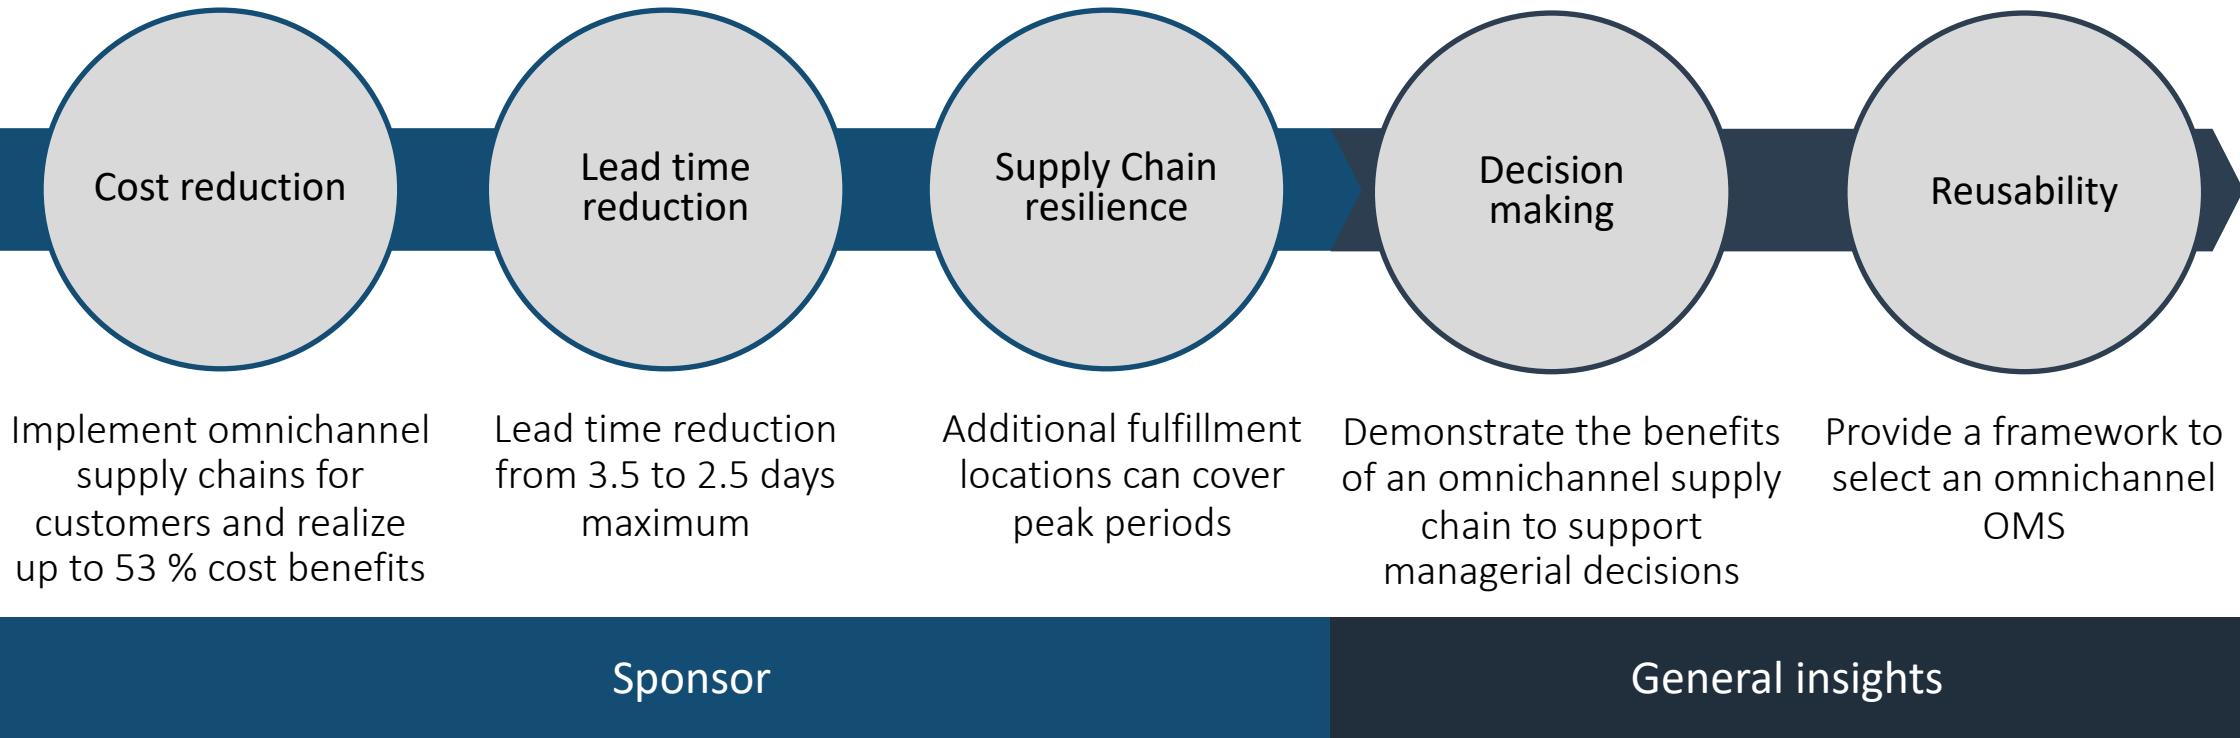 Cost reduction
Lead time
reduction
Supply Chain
resilience
Decision
making
Reusability
Implement omnichannel
supply chains for
customers and realize
up to 53 % cost benefits
Lead time reduction
from 3.5 to 2.5 days
maximum
Additional fulfillment
locations can cover
peak periods
Demonstrate the benefits
of an omnichannel supply
chain to support
managerial decisions
Provide a framework to
select an omnichannel
OMS
Sponsor
General insights